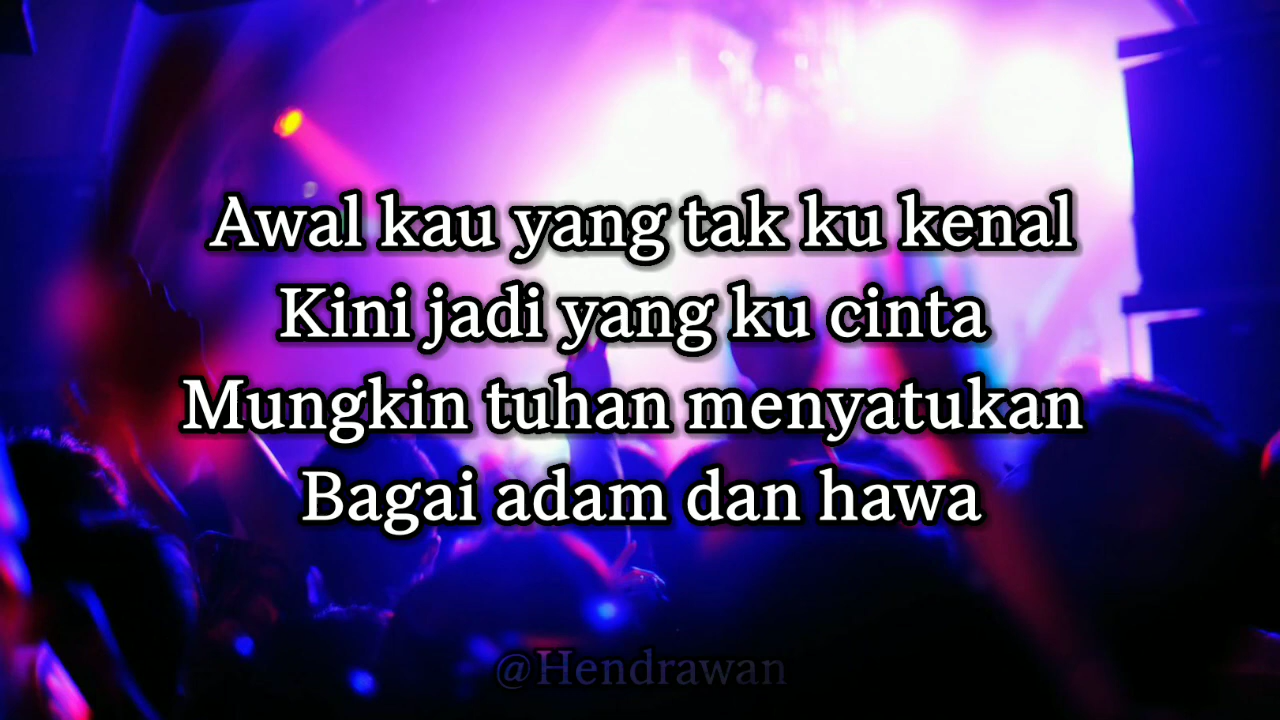 Awal kau yang tak ku kenal
Kini jadi yang ku cinta
Mungkin tuhan menyatukan
Bagai adam dan hawa
@Hendrawan